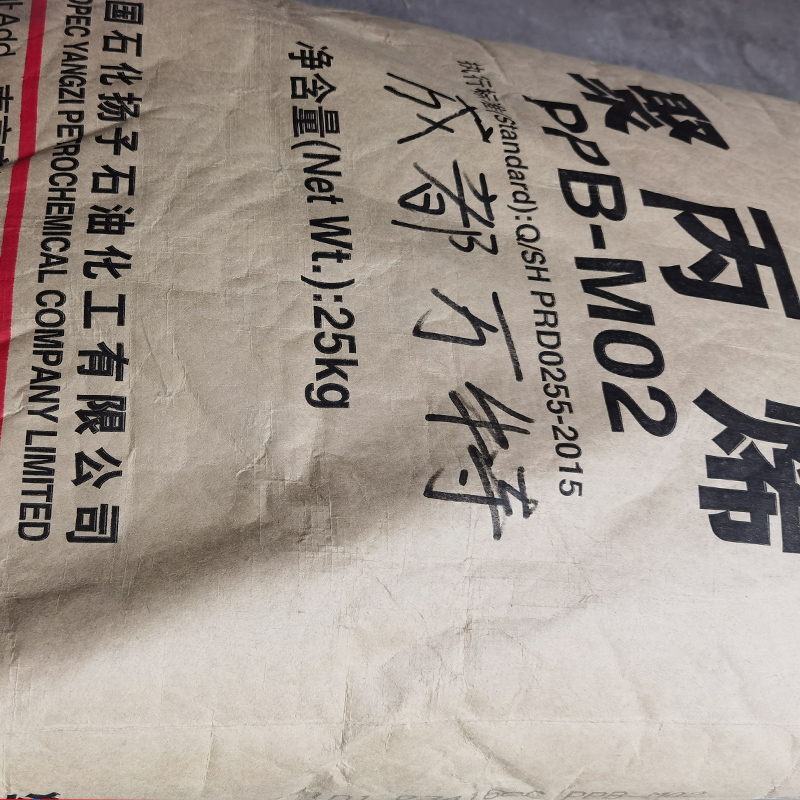 聚丙烯
PPB-M02
执行标准(Standard):Q/SH PRD0255-2015
成都万特
净含量(Net Wt.):25kg
国石化扬子石油化工有限公司
OPEC YANGZI PETROCHEMICAL COMPANY LIMITED
Add